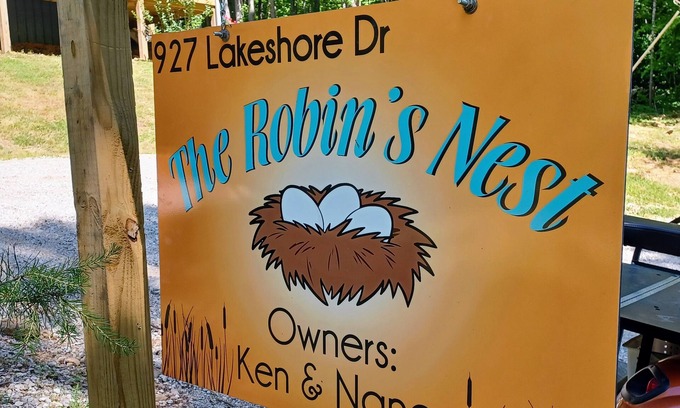 927 Lakeshore Dr
The Robin's Nest
Owners:
Ken &